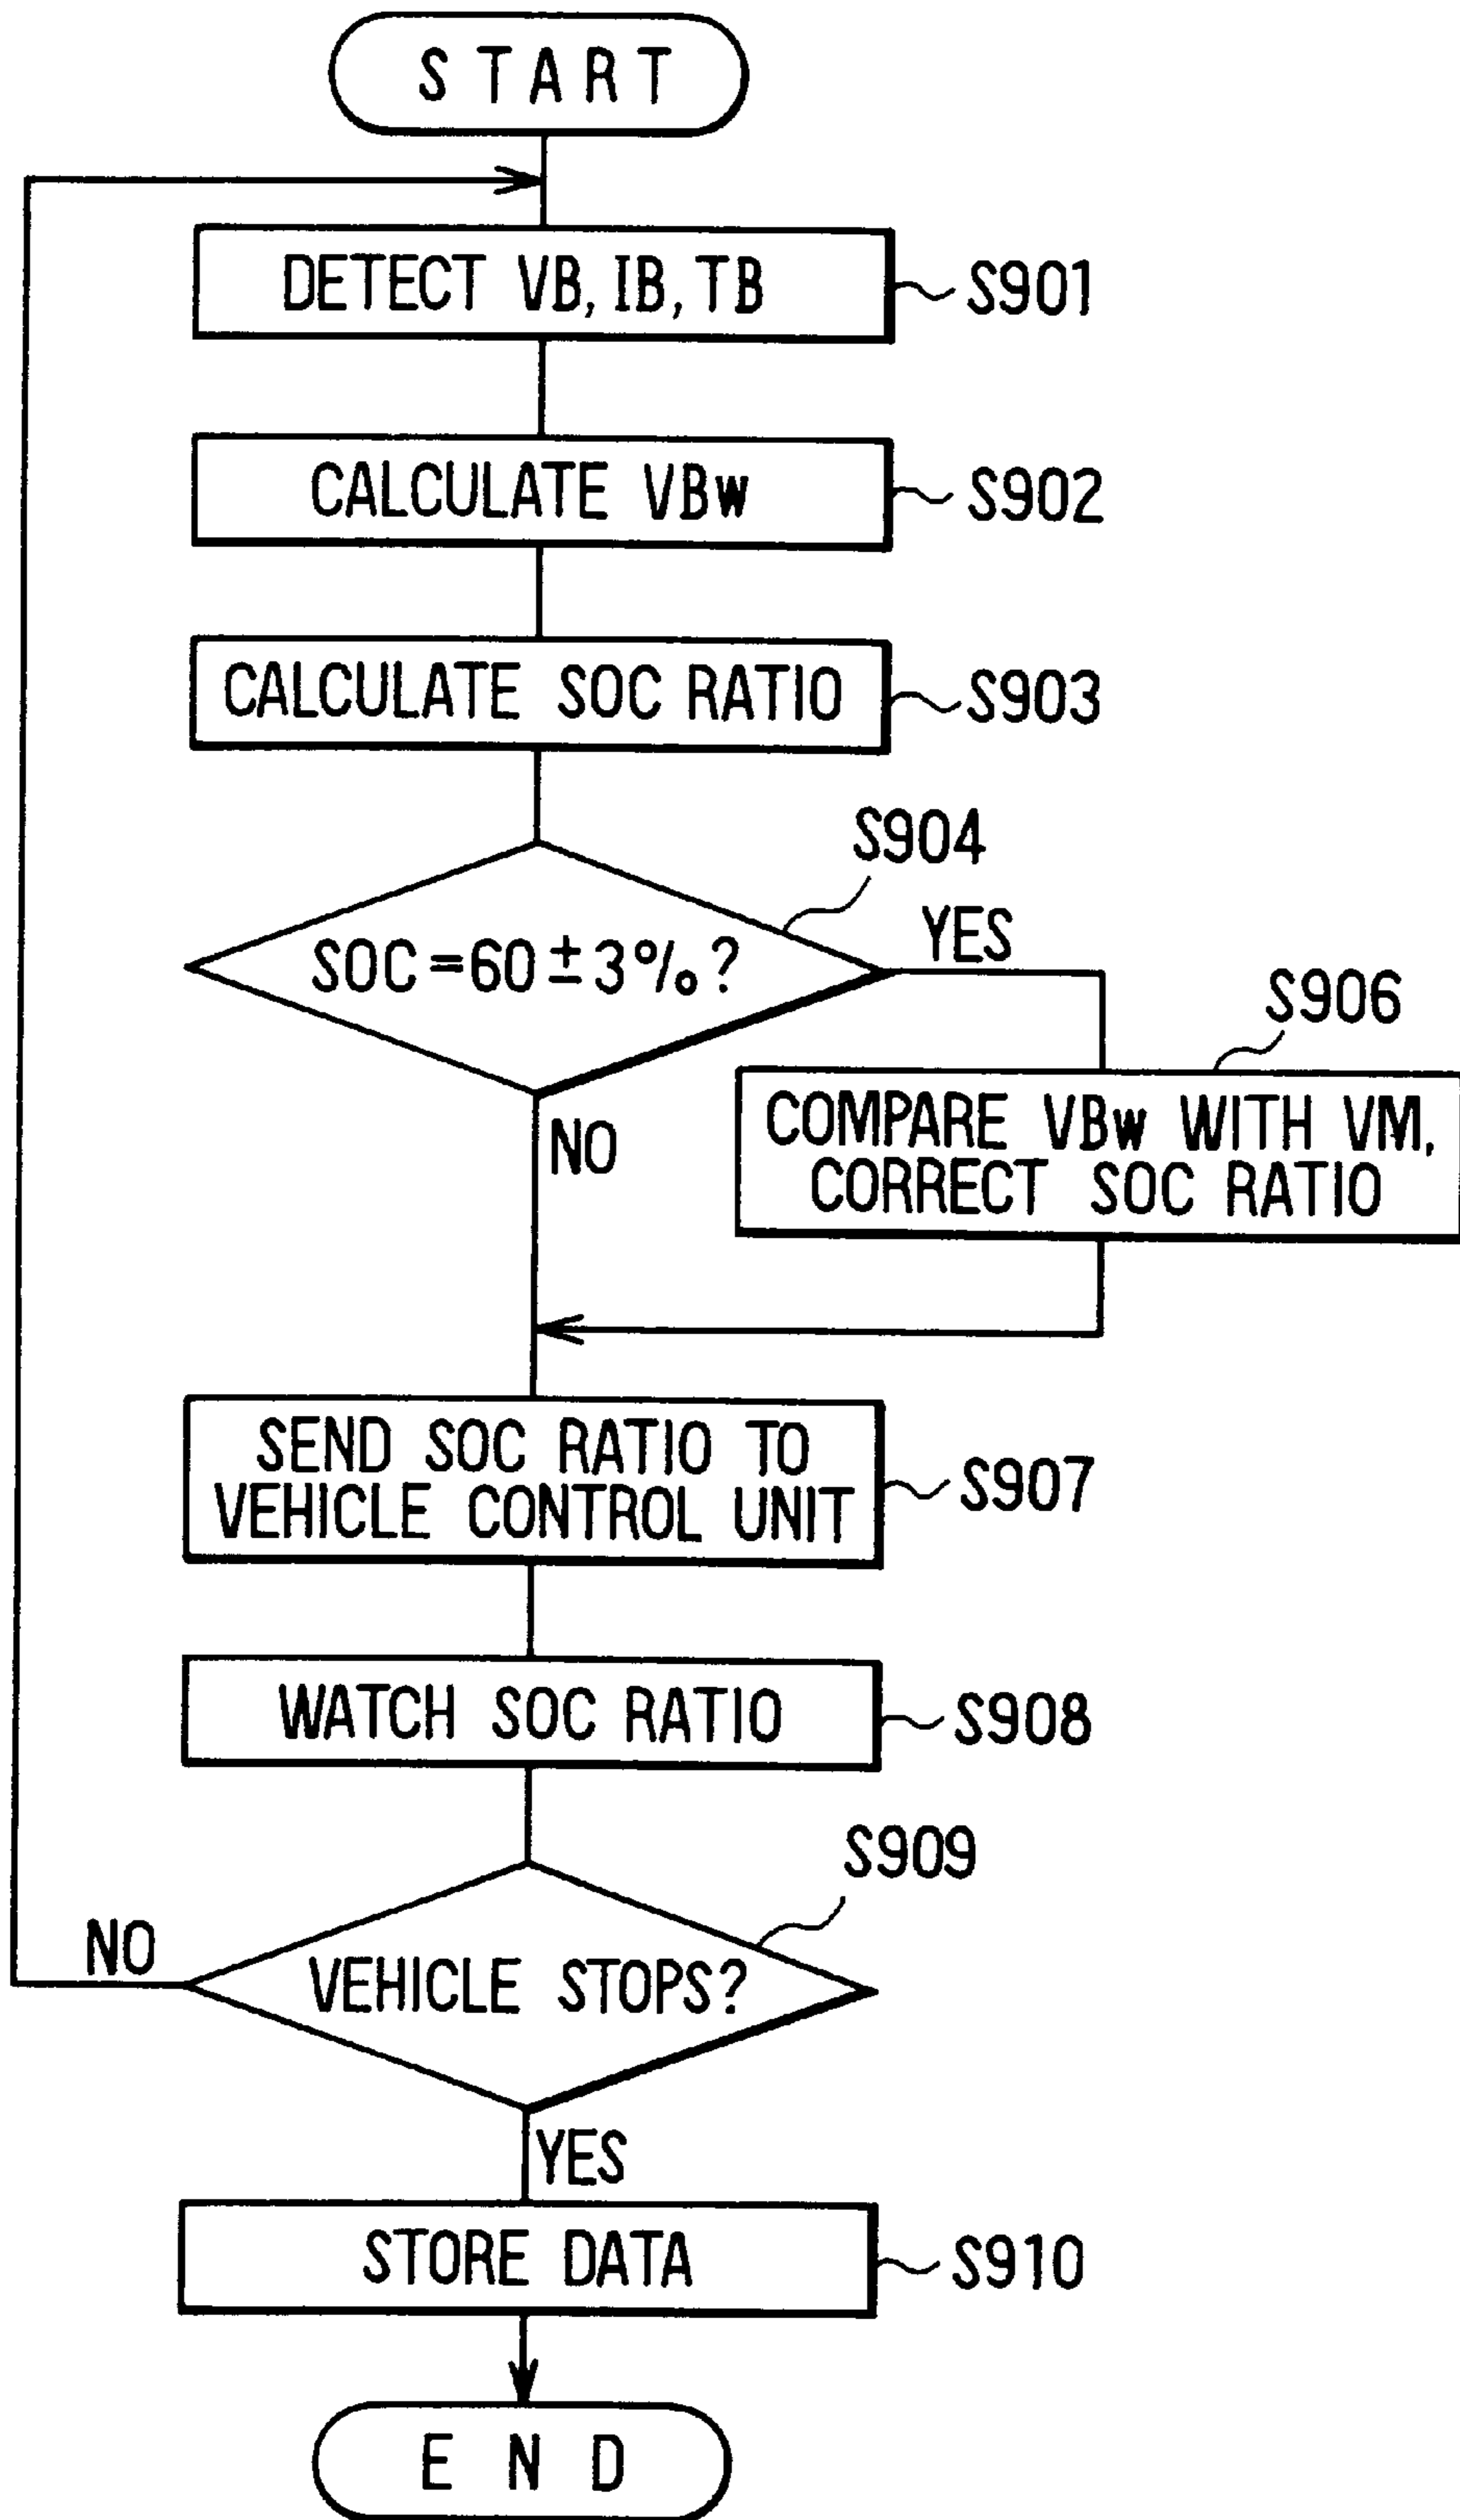 START
DETECT VB, IB, TB
S901
CALCULATE VBW
S902
CALCULATE SOC RATIO
S903
S904
SOC=60±3%?
YES
S906
COMPARE VBW WITH VM,
CORRECT SOC RATIO
NO
SEND SOC RATIO TO
VEHICLE CONTROL UNIT
S907
WATCH SOC RATIO
S908
S909
NO
VEHICLE STOPS?
YES
STORE DATA
S910
END